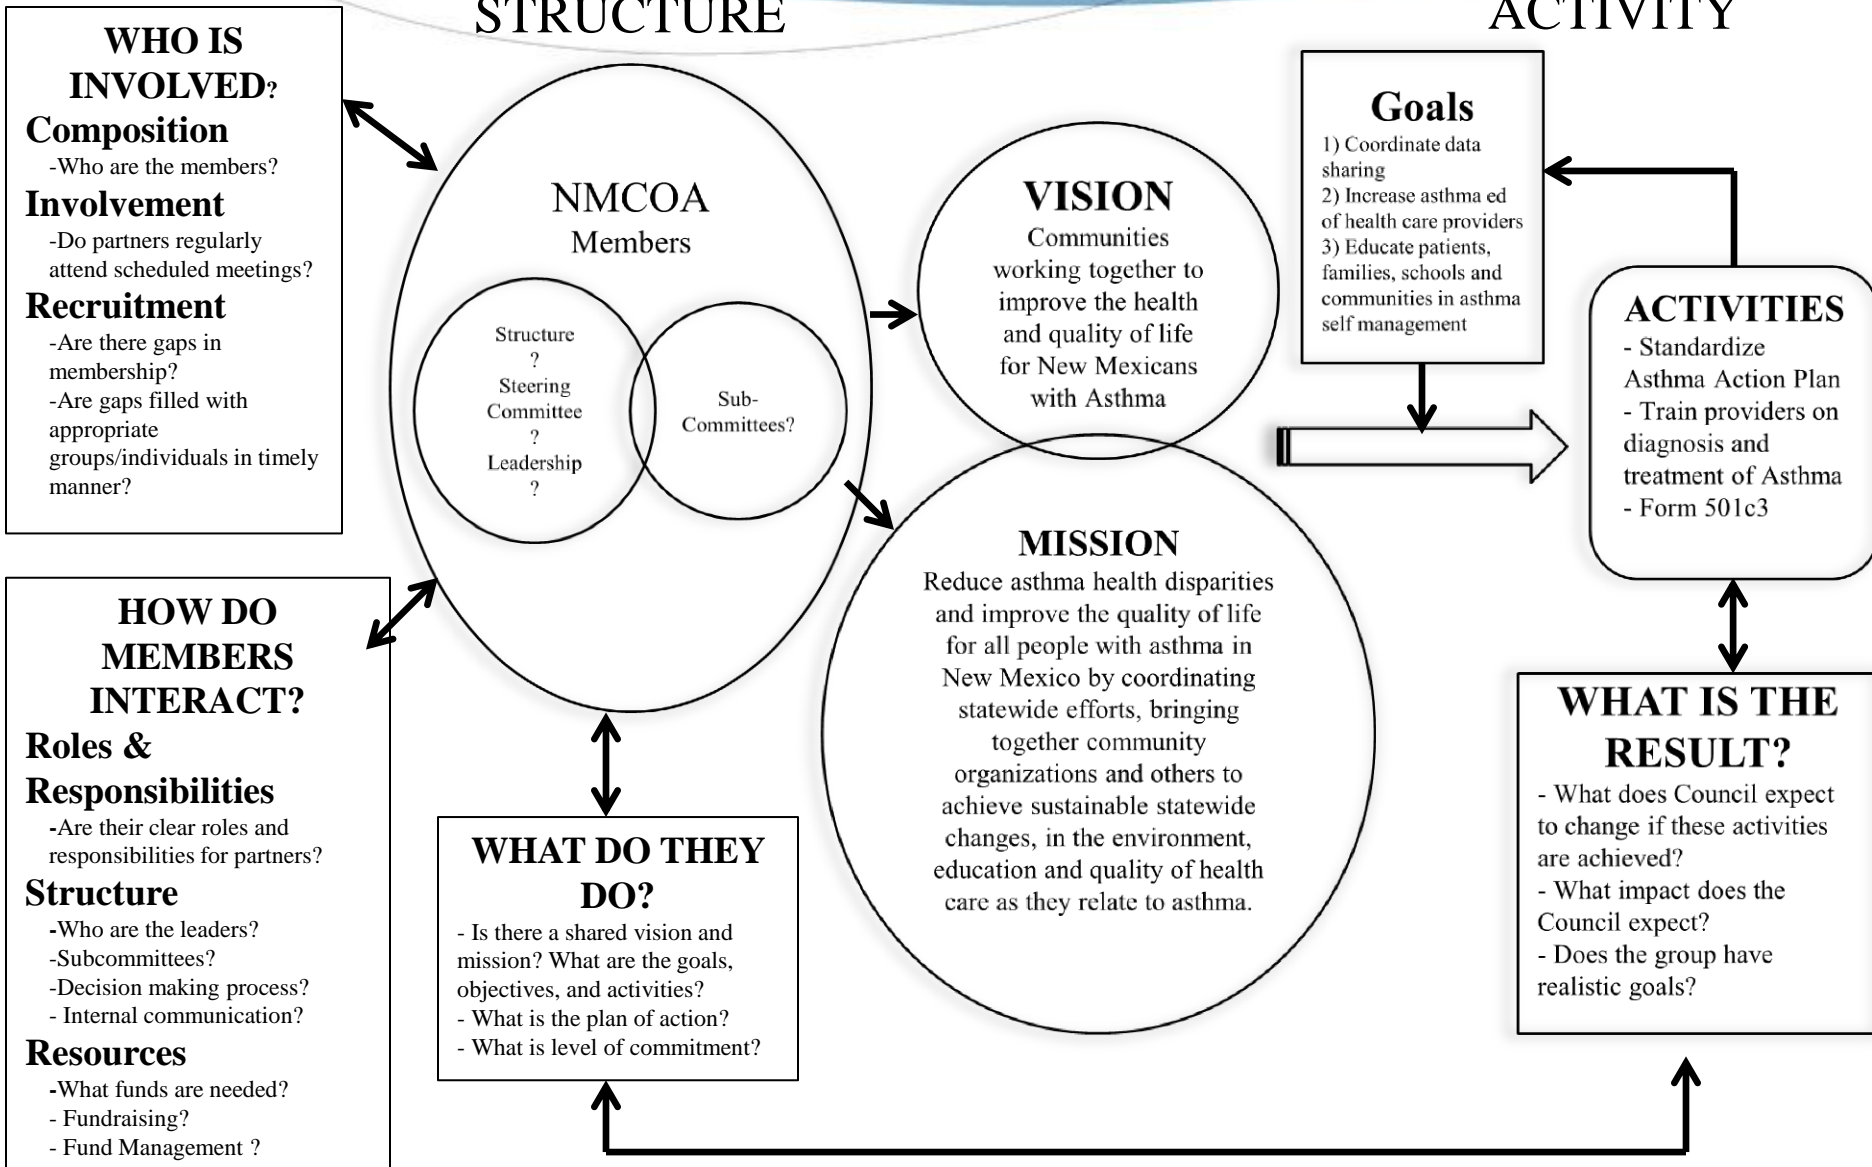 STRUCTURE
ACTIVITY
WHO IS
INVOLVED?
Composition
-Who are the members?
Involvement
-Do partners regularly
attend scheduled meetings?
Recruitment
-Are there gaps in
membership?
-Are gaps filled with
appropriate
groups/individuals in timely
manner?
HOW DO
MEMBERS
INTERACT?
Roles &
Responsibilities
-Are their clear roles and
responsibilities for partners?
Structure
-Who are the leaders?
-Subcommittees?
-Decision making process?
- Internal communication?
Resources
-What funds are needed?
- Fundraising?
- Fund Management ?
NMCOA
Members
Structure
?
Steering
Committee
?
Leadership
?
Sub-
Committees?
WHAT DO THEY
DO?
- Is there a shared vision and
mission? What are the goals,
objectives, and activities?
- What is the plan of action?
- What is level of commitment?
VISION
Communities
working together to
improve the health
and quality of life
for New Mexicans
with Asthma
MISSION
Reduce asthma health disparities
and improve the quality of life
for all people with asthma in
New Mexico by coordinating
statewide efforts, bringing
together community
organizations and others to
achieve sustainable statewide
changes, in the environment,
education and quality of health
care as they relate to asthma.
Goals
1) Coordinate data
sharing
2) Increase asthma ed
of health care providers
3) Educate patients,
families, schools and
communities in asthma
self management
ACTIVITIES
- Standardize
Asthma Action Plan
- Train providers on
diagnosis and
treatment of Asthma
- Form 501c3
WHAT IS THE
RESULT?
- What does Council expect
to change if these activities
are achieved?
- What impact does the
Council expect?
- Does the group have
realistic goals?